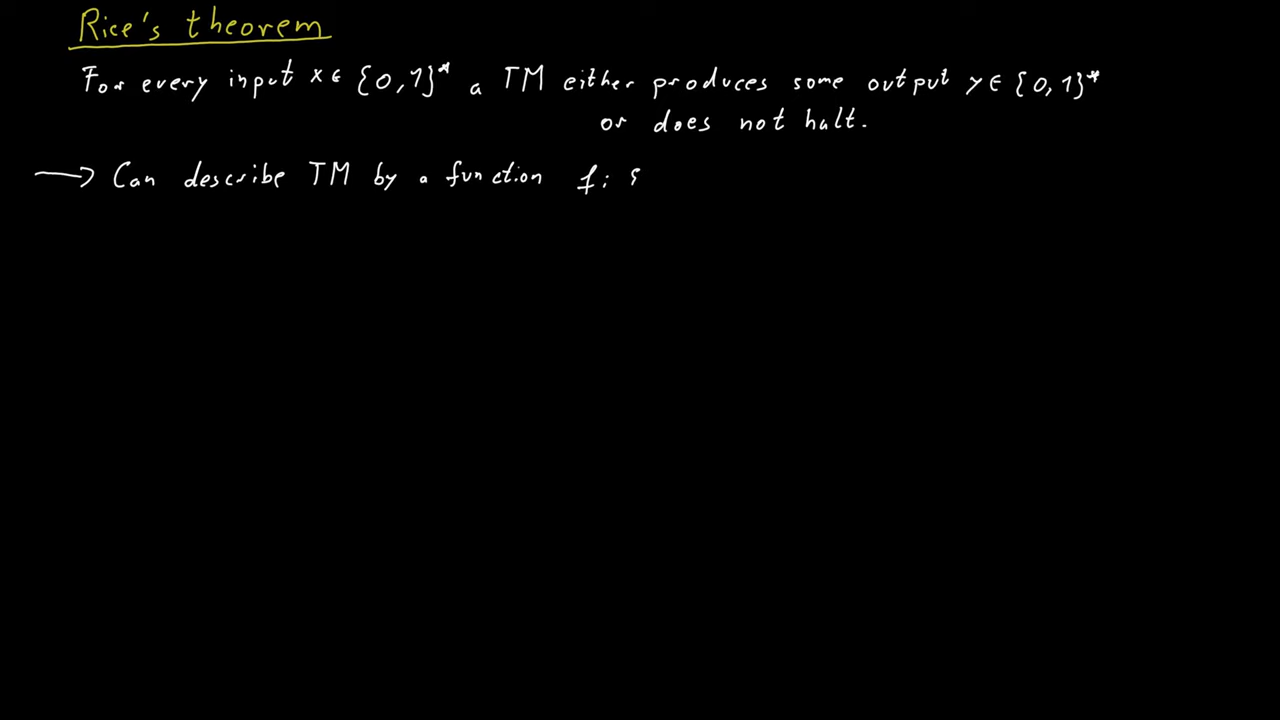 Rice's theorem
For every input x ∈ {0,1}* a TM either produces some output y ∈ {0,1}*
or does not halt.
→ Can describe TM by a function f: